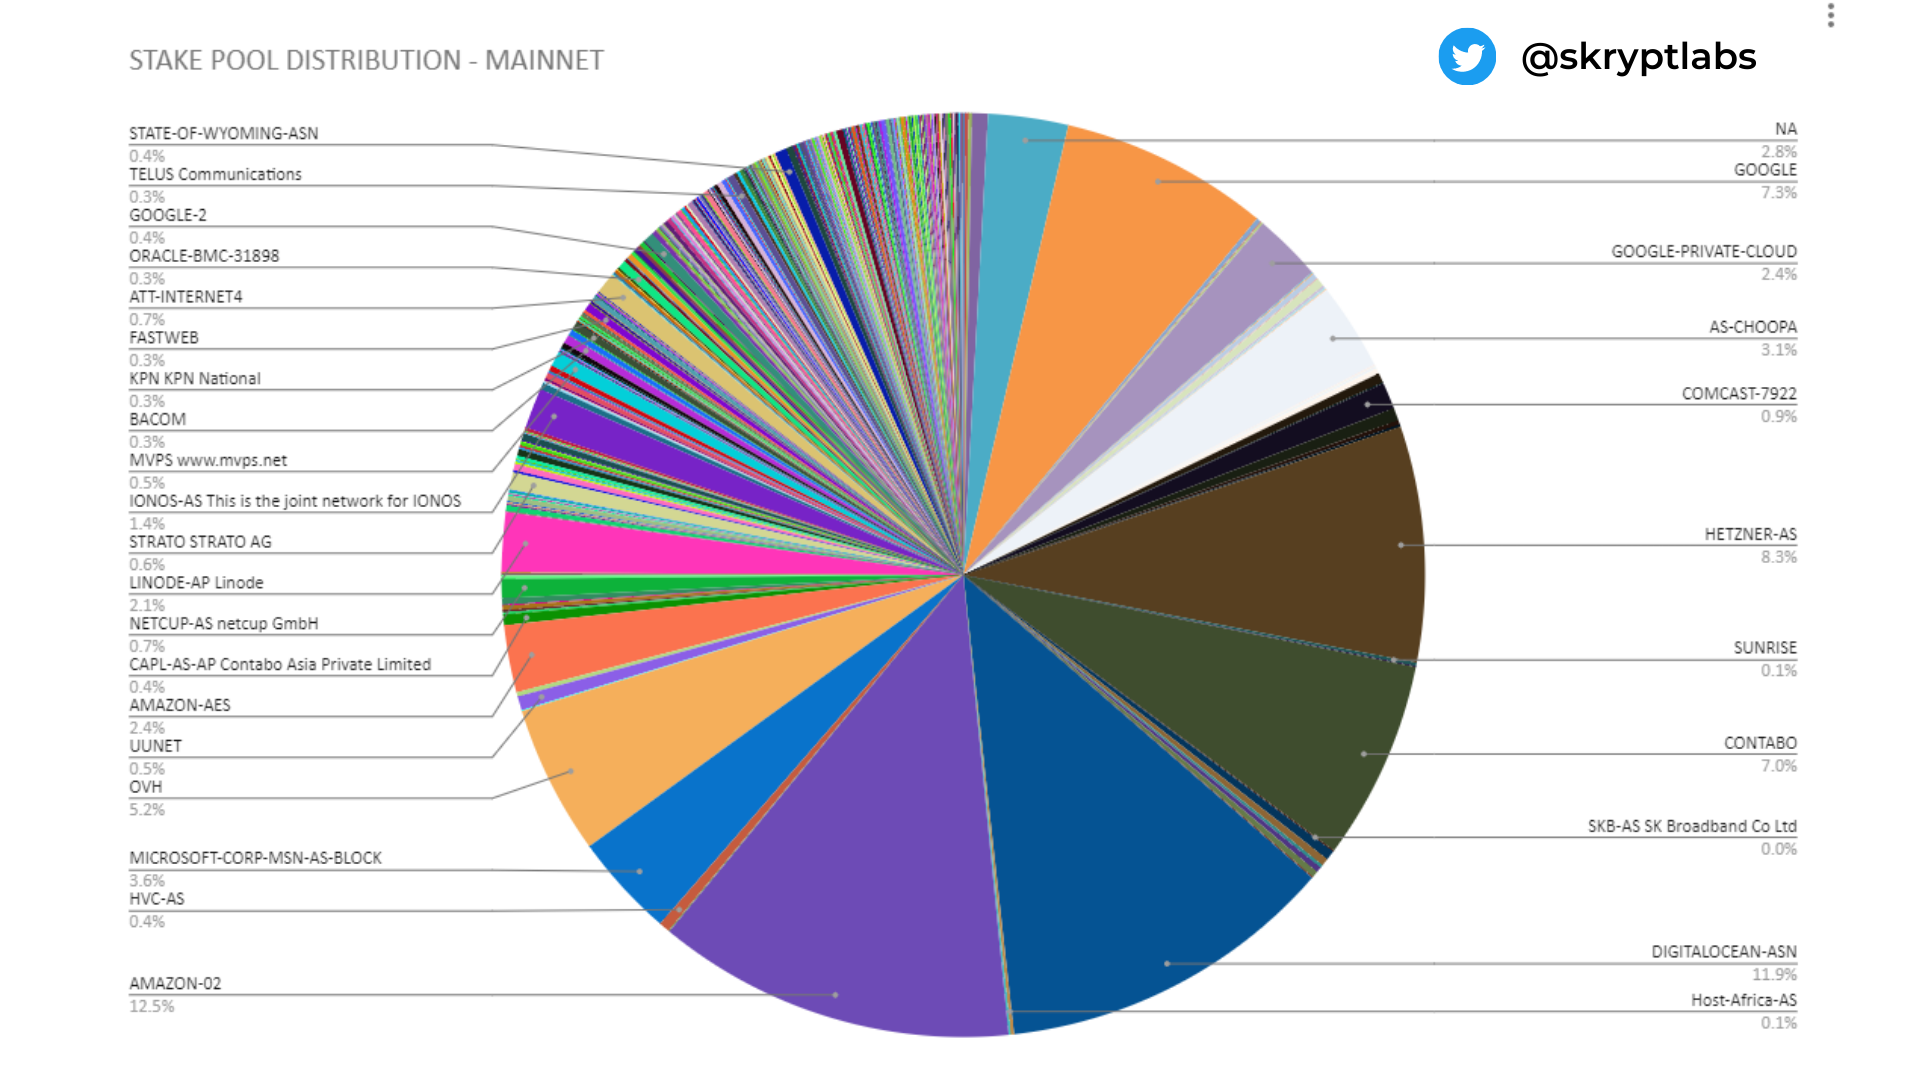 @skryptlabs
STAKE POOL DISTRIBUTION - MAINNET
STATE-OF-WYOMING-ASN
0.4%
TELUS Communications
0.3%
GOOGLE-2
0.4%
ORACLE-BMC-31898
0.3%
ATT-INTERNET4
0.7%
FASTWEB
0.3%
KPN KPN National
0.3%
BACOM
0.3%
MVPS www.mvps.net
0.5%
IONOS-AS This is the joint network for IONOS
1.4%
STRATO STRATO AG
0.6%
LINODE-AP Linode
2.1%
NETCUP-AS netcup GmbH
0.7%
CAPL-AS-AP Contabo Asia Private Limited
0.4%
AMAZON-AES
2.4%
UUNET
0.5%
OVH
5.2%
MICROSOFT-CORP-MSN-AS-BLOCK
3.6%
HVC-AS
0.4%
AMAZON-02
12.5%
NA
2.8%
GOOGLE
7.3%
GOOGLE-PRIVATE-CLOUD
2.4%
AS-CHOOPA
3.1%
COMCAST-7922
0.9%
HETZNER-AS
8.3%
SUNRISE
0.1%
CONTABO
7.0%
SKB-AS SK Broadband Co Ltd
0.0%
DIGITALOCEAN-ASN
11.9%
Host-Africa-AS
0.1%